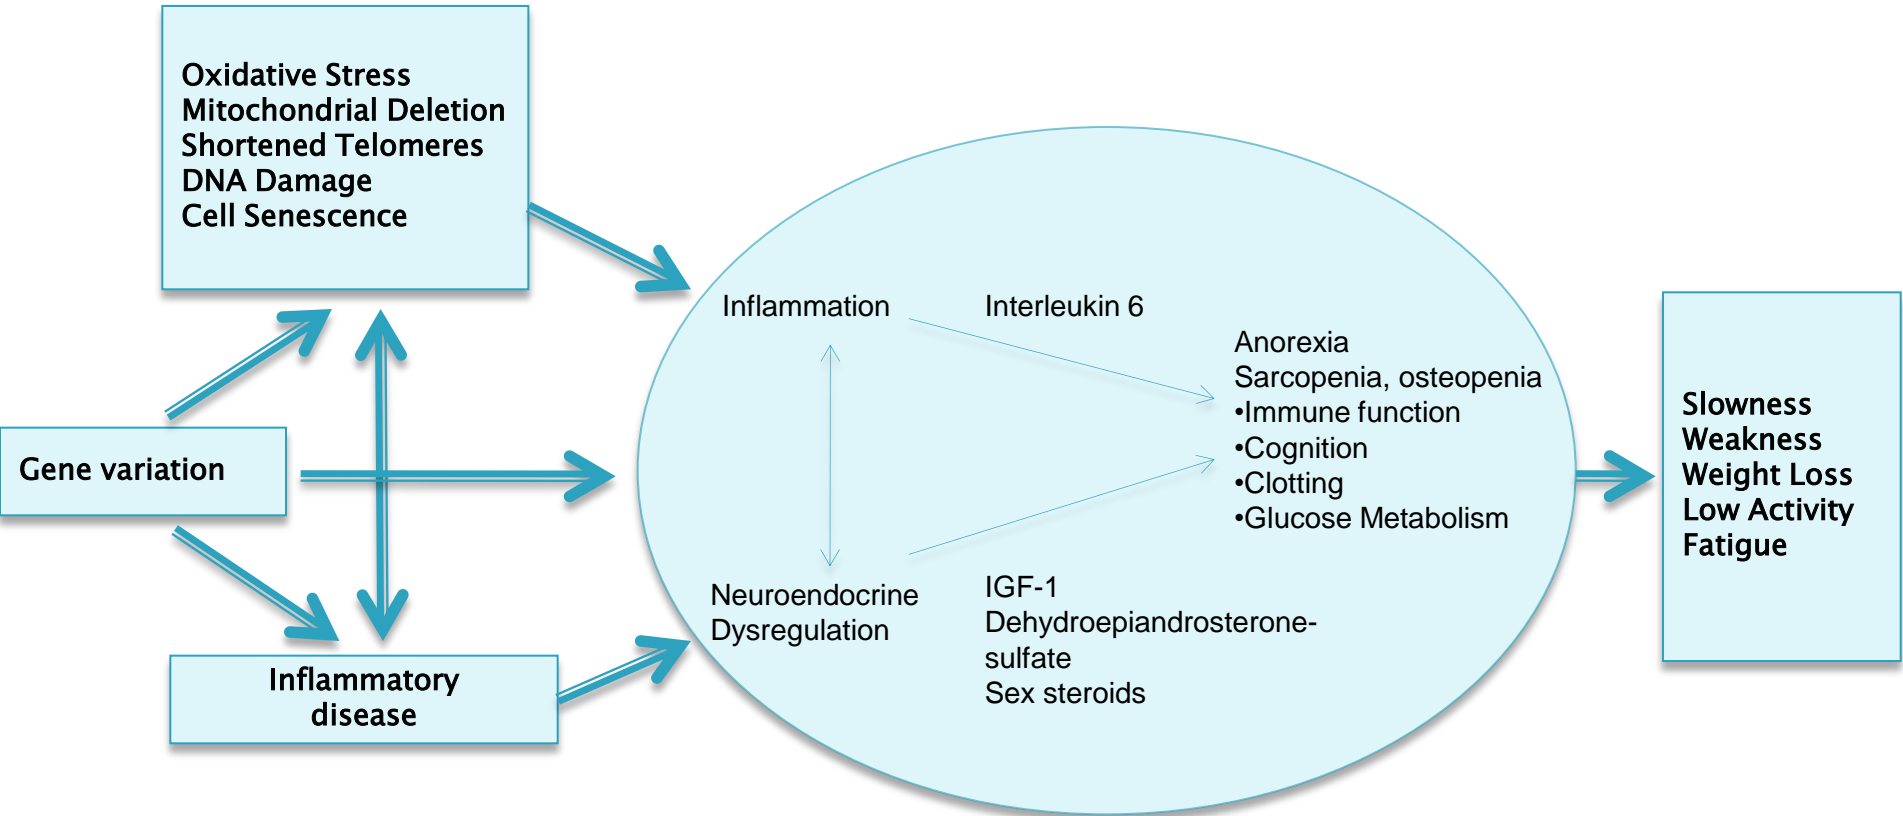 Oxidative Stress
Mitochondrial Deletion
Shortened Telomeres
DNA Damage
Cell Senescence
Gene variation
Inflammatory
disease
Inflammation
Interleukin 6
Anorexia
Sarcopenia, osteopenia
•Immune function
•Cognition
•Clotting
•Glucose Metabolism
Neuroendocrine
Dysregulation
IGF-1
Dehydroepiandrosterone-
sulfate
Sex steroids
Slowness
Weakness
Weight Loss
Low Activity
Fatigue